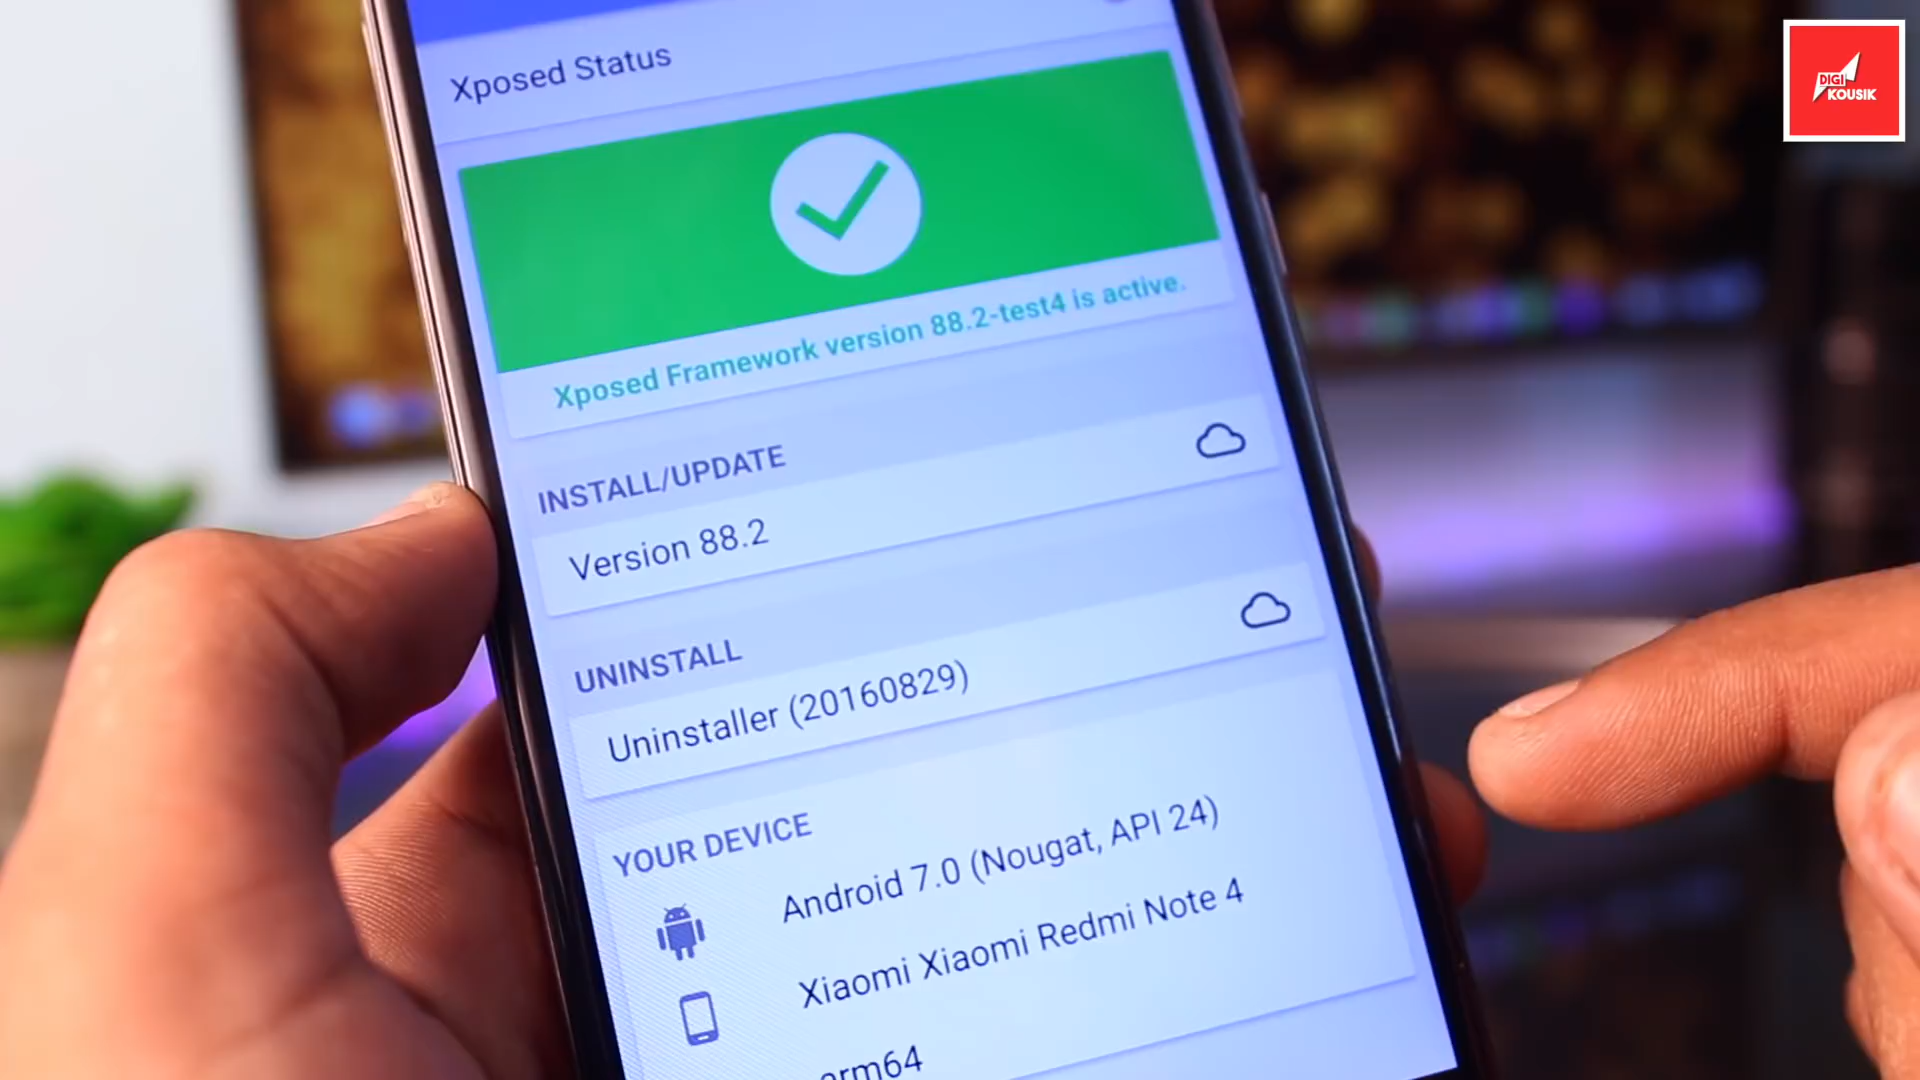 DIGI
KOUSIK
Xposed Status
Xposed Framework version 88.2-test4 is active.
INSTALL/UPDATE
Version 88.2
UNINSTALL
Uninstaller (20160829)
YOUR DEVICE
Android 7.0 (Nougat, API 24)
Xiaomi Xiaomi Redmi Note 4
arm64